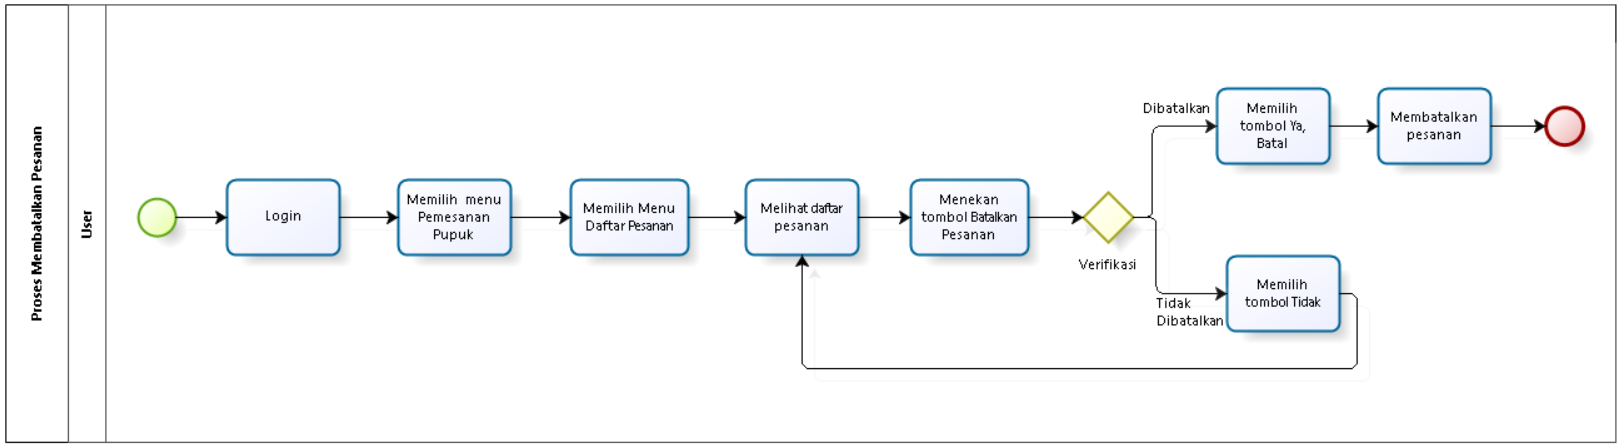 Proses Membatalkan Pesanan
User
Login
Memilih menu
Pemesanan
Pupuk
Memilih Menu
Daftar Pesanan
Melihat daftar
pesanan
Menekan
tombol Batalkan
Pesanan
Verifikasi
Dibatalkan
Memilih
tombol Ya,
Batal
Membatalkan
pesanan
Tidak
Dibatalkan
Memilih
tombol Tidak